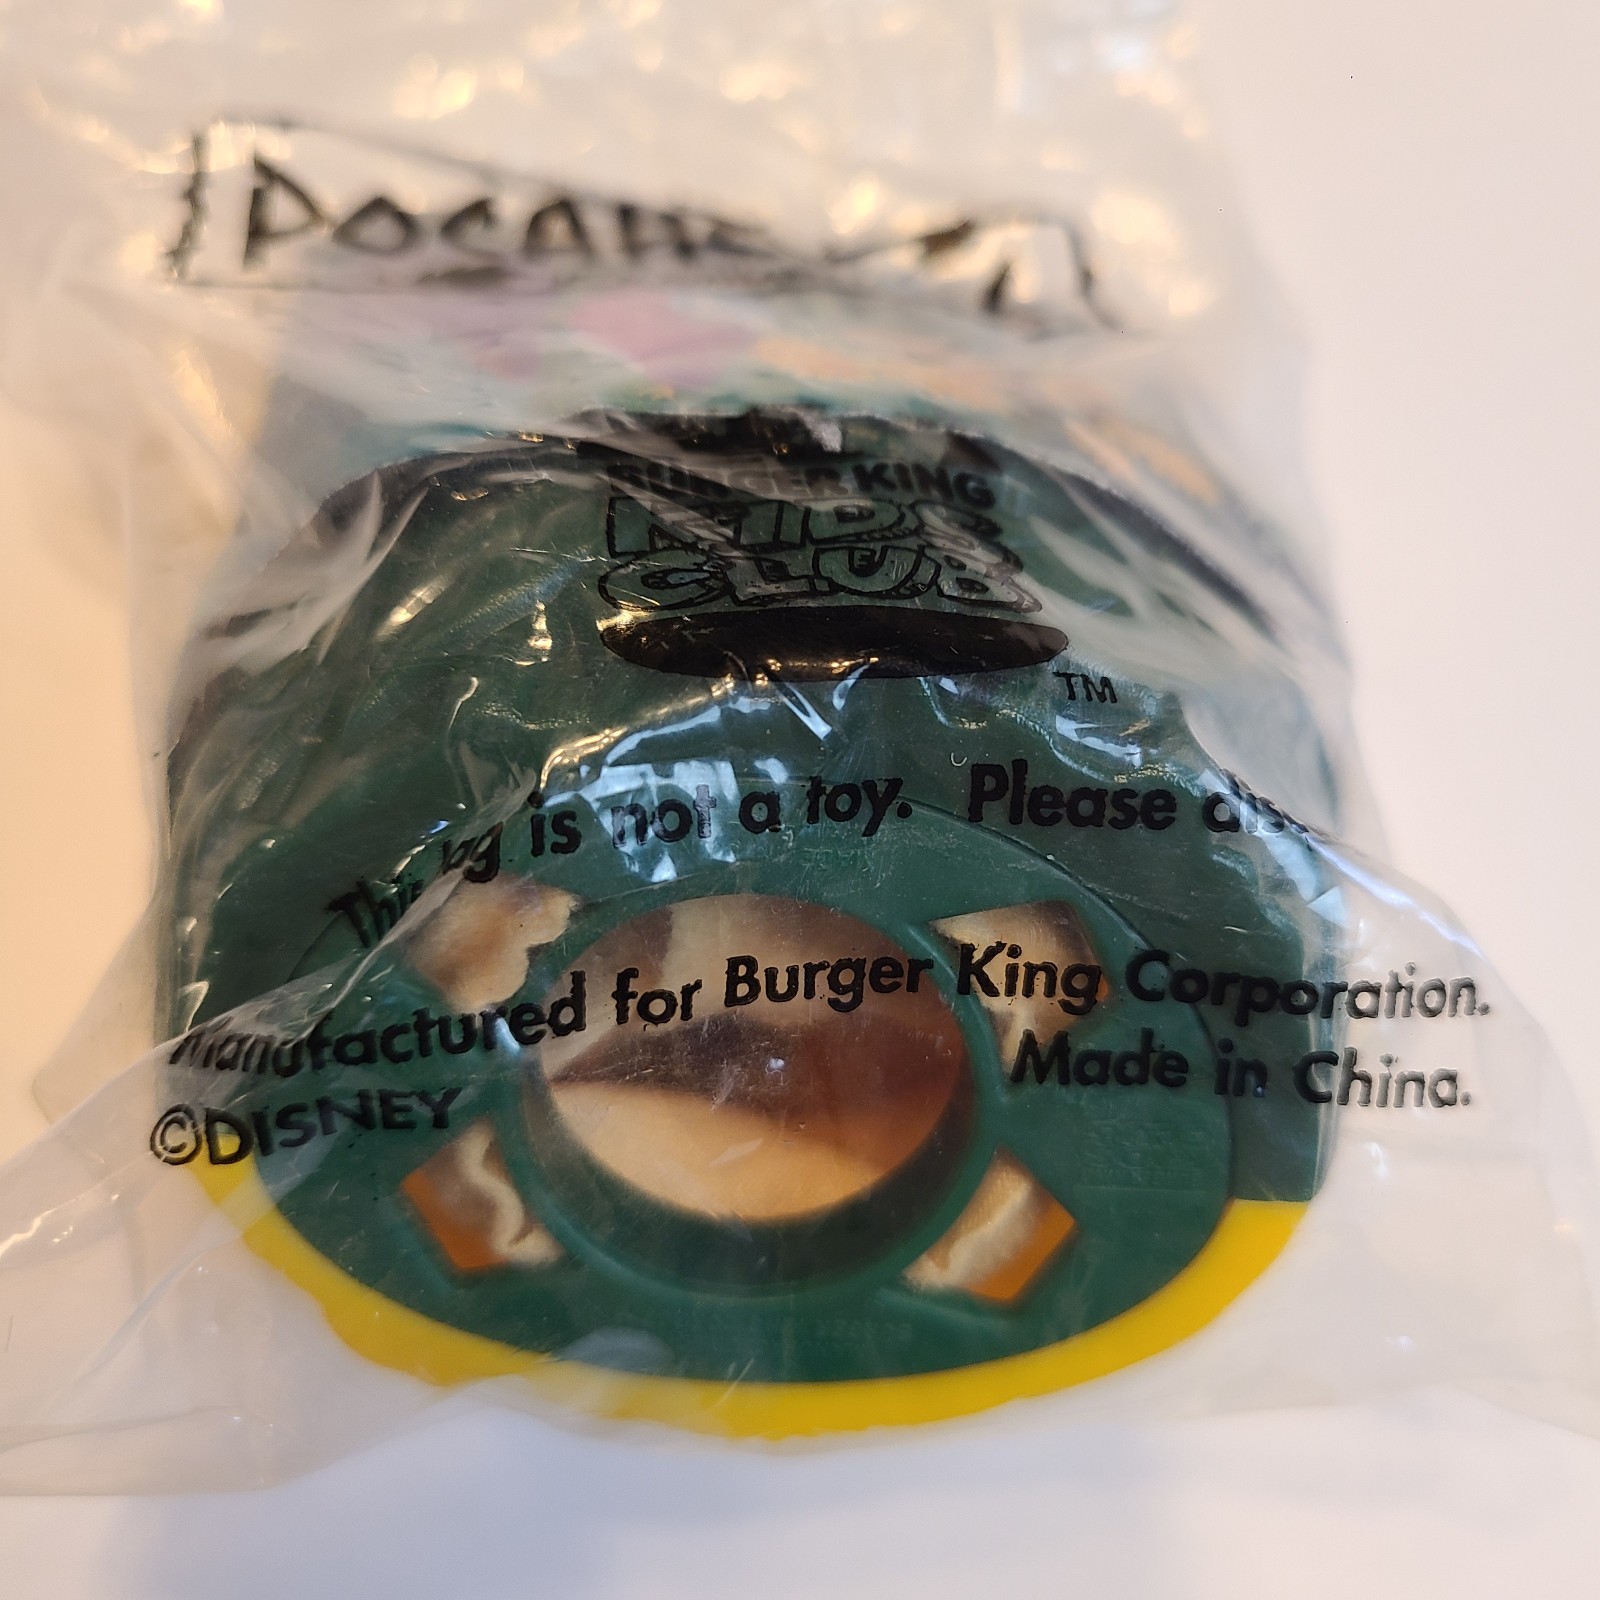 BURGER KING
KIDS
CLUB
TM
is not a toy. Please
Manufactured for Burger King Corporation.
©DISNEY
Made in China.